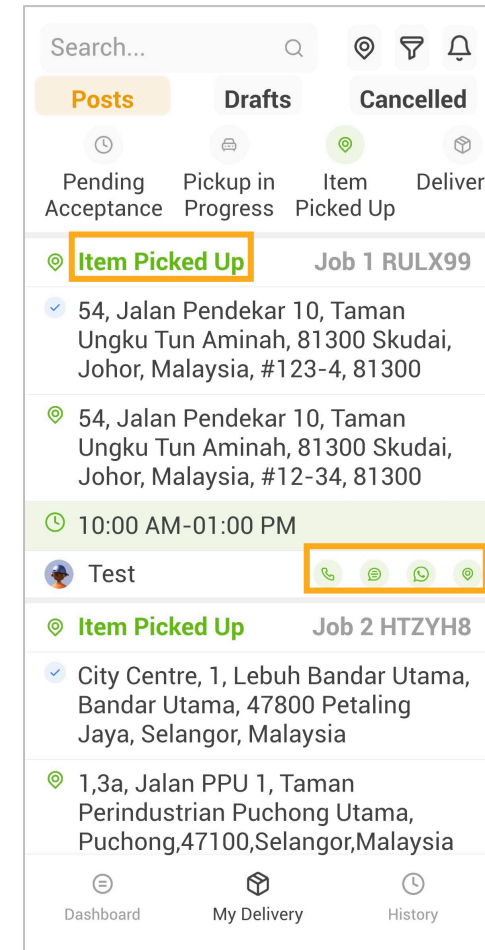 Search...
Posts Drafts Cancelled
Pending Pickup in Item Deliver
Acceptance Progress Picked Up
Item Picked Up Job 1 RULX99
54, Jalan Pendekar 10, Taman
Ungku Tun Aminah, 81300 Skudai,
Johor, Malaysia, #123-4, 81300
54, Jalan Pendekar 10, Taman
Ungku Tun Aminah, 81300 Skudai,
Johor, Malaysia, #12-34, 81300
10:00 AM-01:00 PM
Test
Item Picked Up Job 2 HTZYH8
City Centre, 1, Lebuh Bandar Utama,
Bandar Utama, 47800 Petaling
Jaya, Selangor, Malaysia
1,3a, Jalan PPU 1, Taman
Perindustrian Puchong Utama,
Puchong,47100,Selangor,Malaysia
Dashboard My Delivery History